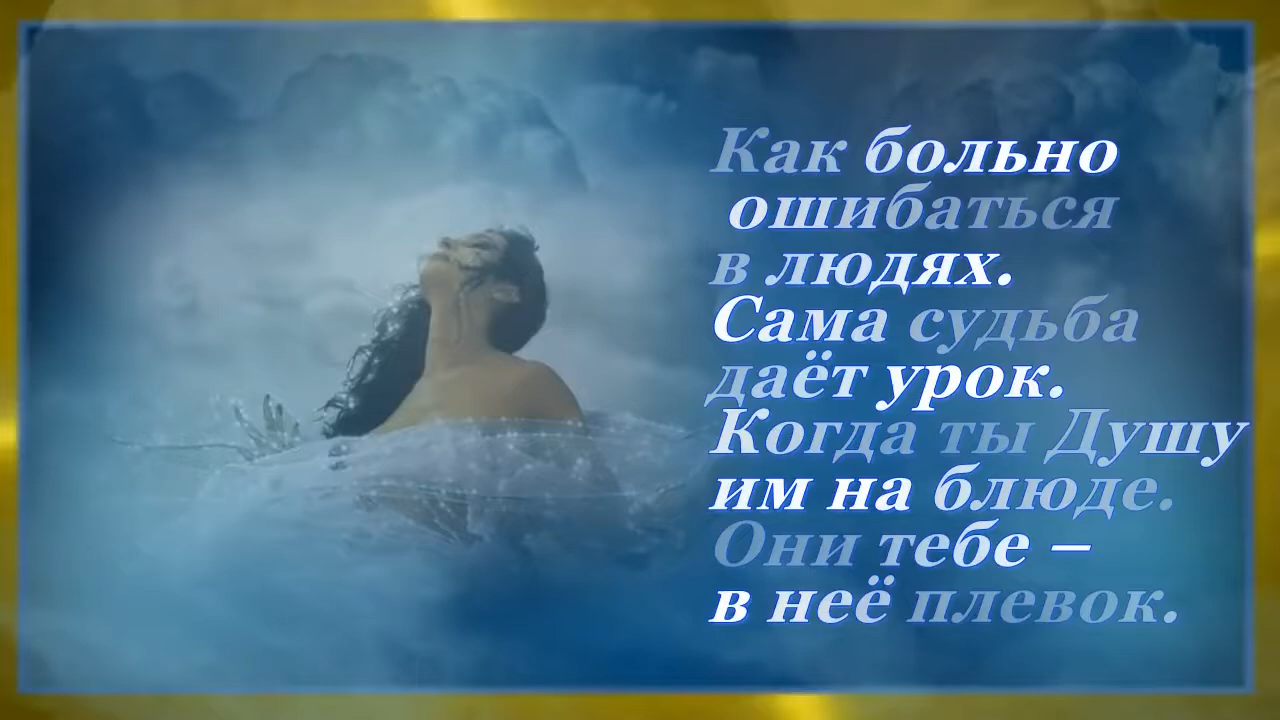 Как больно
ошибаться
в людях.
Сама судьба
даёт урок.
Когда ты Душу
им на блюде.
Они тебе –
в неё плевок.